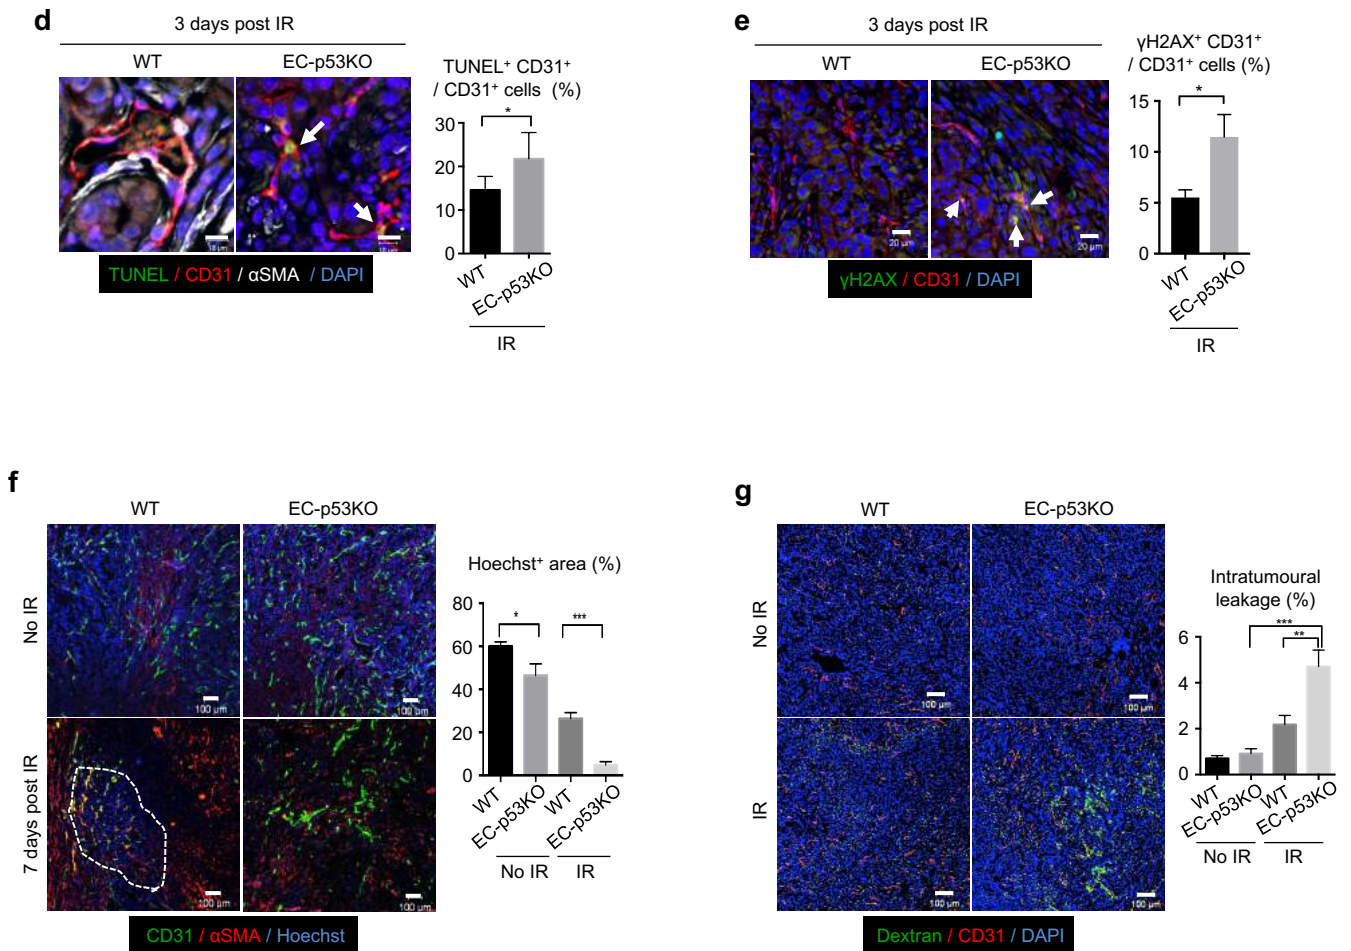 d
3 days post IR
WT
EC-p53KO
18 µm
TUNEL / CD31 / αSMA / DAPI
TUNEL⁺ CD31⁺
/ CD31⁺ cells (%)
*
30
20
10
0
WT
EC-p53KO
IR
e
3 days post IR
WT
EC-p53KO
20 µm
20 µm
γH2AX / CD31 / DAPI
γH2AX⁺ CD31⁺
/ CD31⁺ cells (%)
*
15
10
5
0
WT
EC-p53KO
IR
f
WT
EC-p53KO
No IR
100 µm
100 µm
7 days post IR
100 µm
100 µm
CD31 / αSMA / Hoechst
Hoechst⁺ area (%)
*
***
80
60
40
20
0
WT
EC-p53KO
WT
EC-p53KO
No IR
IR
g
WT
EC-p53KO
No IR
100 µm
100 µm
IR
100 µm
100 µm
Dextran / CD31 / DAPI
Intratumoural
leakage (%)
***
**
6
4
2
0
WT
EC-p53KO
WT
EC-p53KO
No IR
IR